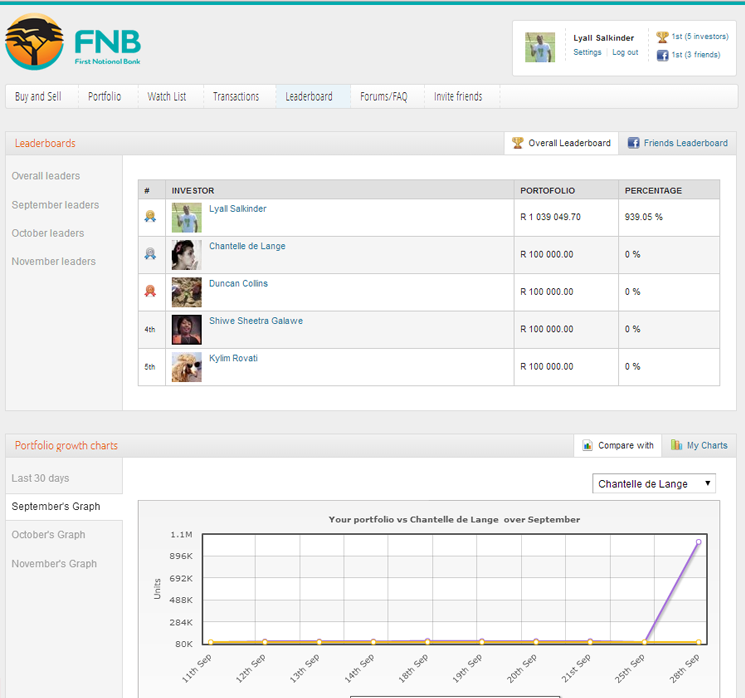 FNB
First National Bank
Lyall Salkinder
Settings Log out
1st (5 investors)
1st (3 friends)
Buy and Sell Portfolio Watch List Transactions Leaderboard Forums/FAQ Invite friends
Leaderboards
Overall Leaderboard Friends Leaderboard
Overall leaders
September leaders
October leaders
November leaders
# INVESTOR PORTOFOLIO PERCENTAGE
Lyall Salkinder R 1 039 049.70 939.05 %
Chantelle de Lange R 100 000.00 0 %
Duncan Collins R 100 000.00 0 %
4th Shiwe Sheetra Galawe R 100 000.00 0 %
5th Kylim Rovati R 100 000.00 0 %
Portfolio growth charts
Compare with My Charts
Last 30 days
September's Graph
October's Graph
November's Graph
Chantelle de Lange
Your portfolio vs Chantelle de Lange over September
Units
1.1M
896K
692K
488K
284K
80K
11th Sep 12th Sep 13th Sep 14th Sep 18th Sep 19th Sep 20th Sep 21st Sep 25th Sep 28th Sep